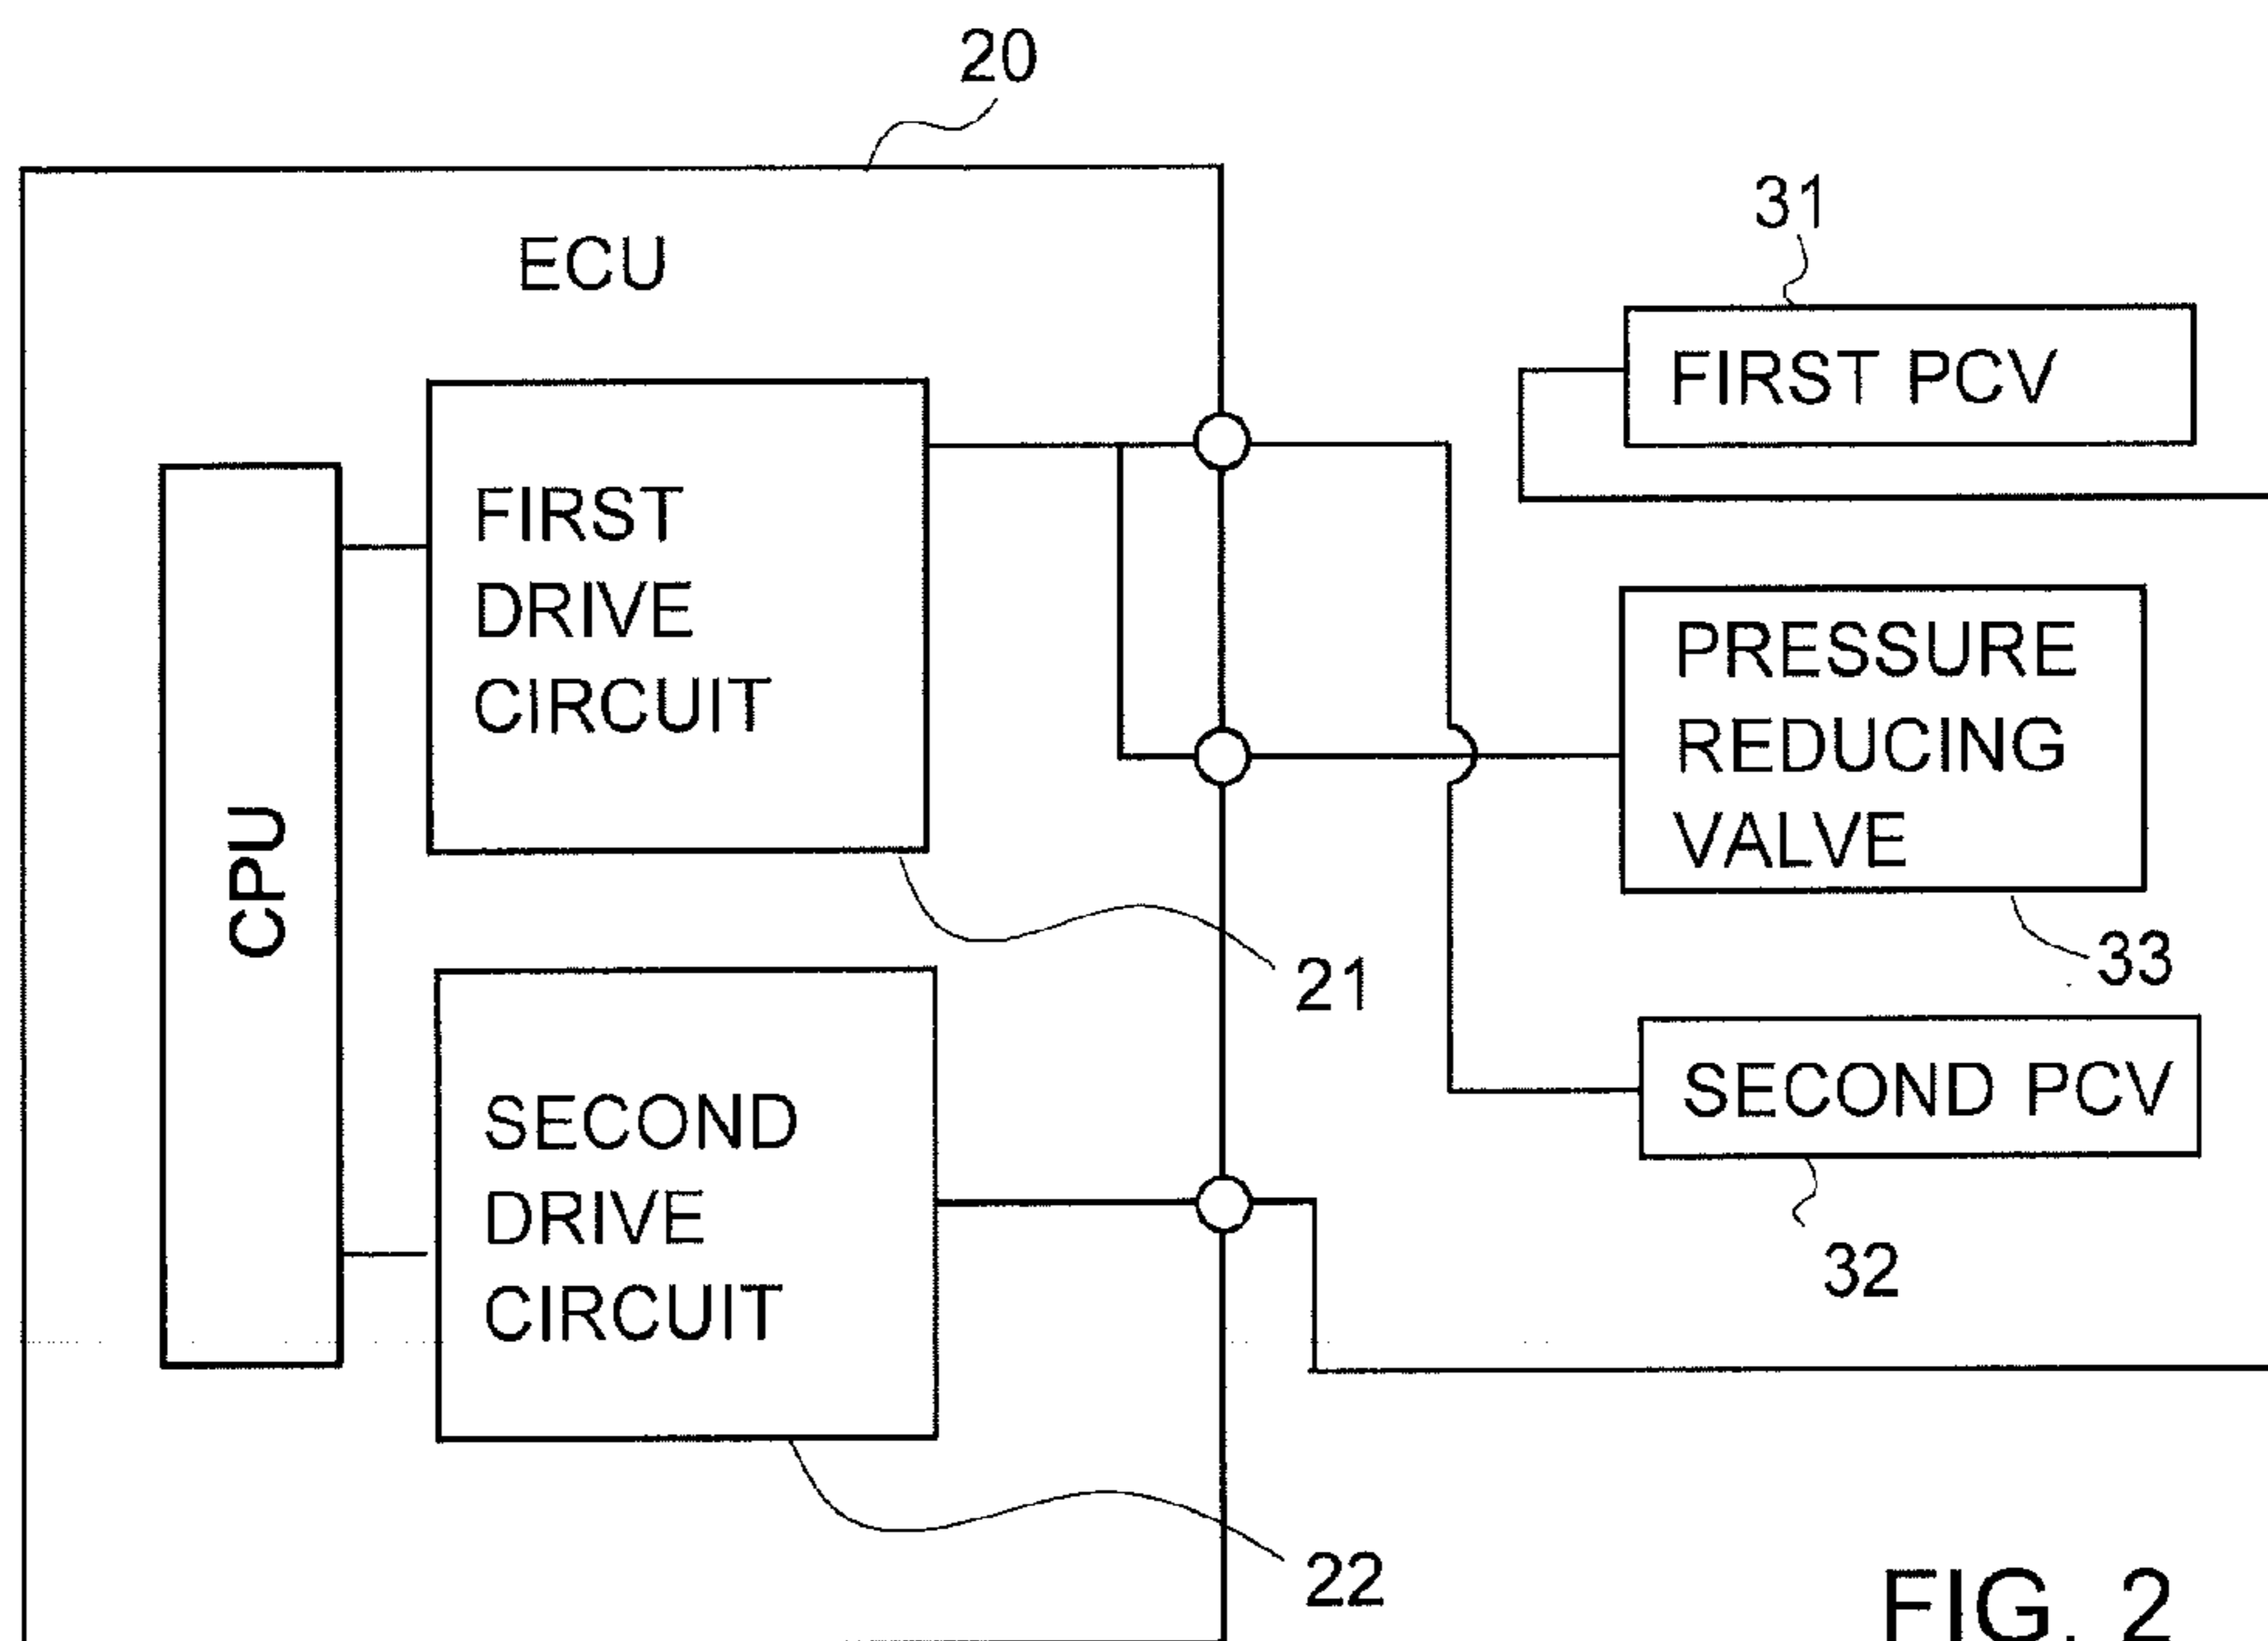 20
ECU
31
FIRST PCV
FIRST
DRIVE
CIRCUIT
CPU
PRESSURE
REDUCING
VALVE
33
21
SECOND PCV
32
SECOND
DRIVE
CIRCUIT
22
FIG. 2